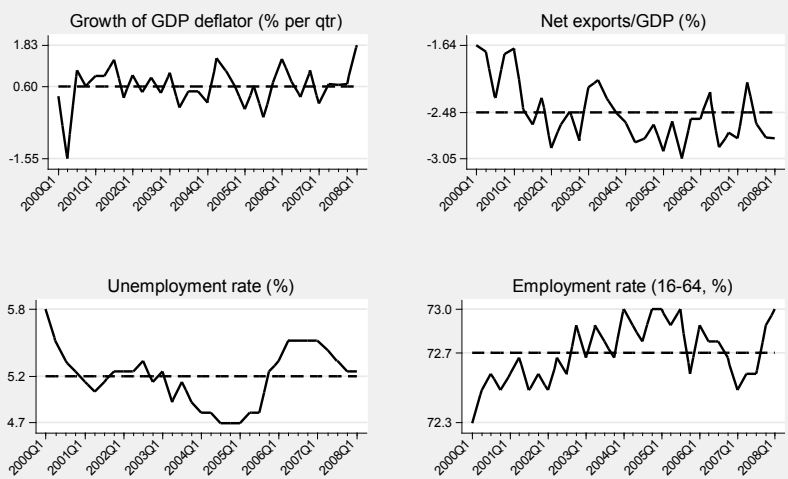 Growth of GDP deflator (% per qtr)
1.83
0.60
-1.55
2000Q1
2001Q1
2002Q1
2003Q1
2004Q1
2005Q1
2006Q1
2007Q1
2008Q1
Net exports/GDP (%)
-1.64
-2.48
-3.05
2000Q1
2001Q1
2002Q1
2003Q1
2004Q1
2005Q1
2006Q1
2007Q1
2008Q1
Unemployment rate (%)
5.8
5.2
4.7
2000Q1
2001Q1
2002Q1
2003Q1
2004Q1
2005Q1
2006Q1
2007Q1
2008Q1
Employment rate (16-64, %)
73.0
72.7
72.3
2000Q1
2001Q1
2002Q1
2003Q1
2004Q1
2005Q1
2006Q1
2007Q1
2008Q1